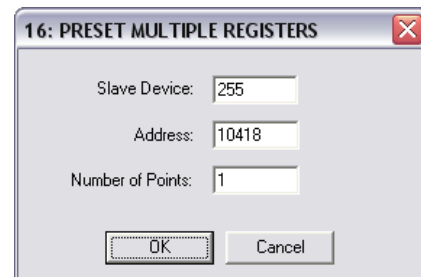 16: PRESET MULTIPLE REGISTERS
Slave Device: 255
Address: 10418
Number of Points: 1
OK Cancel